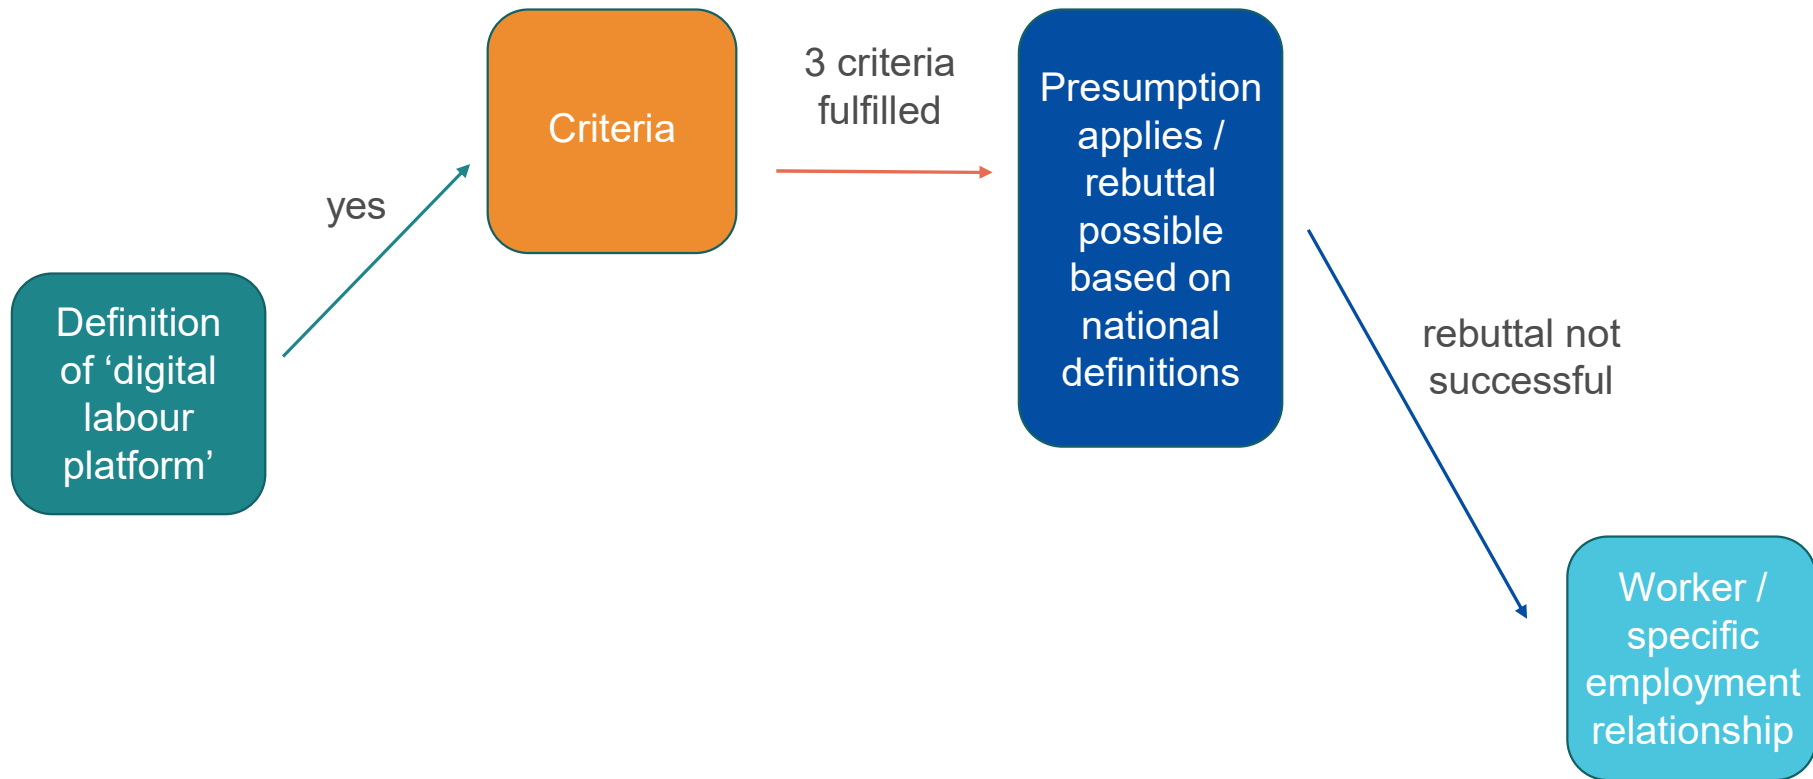 Definition
of ‘digital
labour
platform’
yes
Criteria
3 criteria
fulfilled
Presumption
applies /
rebuttal
possible
based on
national
definitions
rebuttal not
successful
Worker /
specific
employment
relationship